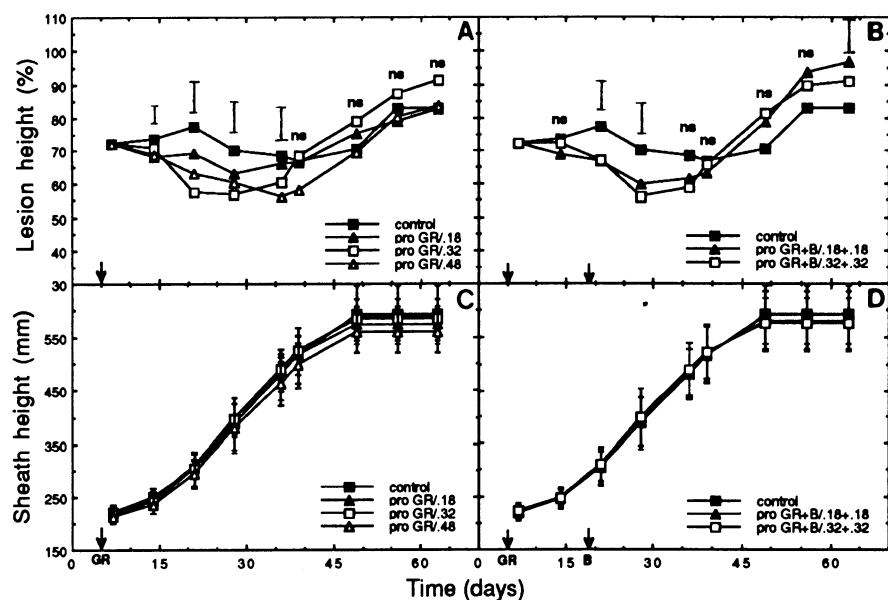 A
B
Lesion height (%)
110
100
90
80
70
60
50
40
30
ns
ns
ns
ns
ns
ns
ns
ns
ns
ns
control
pro GR/.18
pro GR/.32
pro GR/.48
control
pro GR+B/.18+.18
pro GR+B/.32+.32
C
D
Sheath height (mm)
550
450
350
250
150
control
pro GR/.18
pro GR/.32
pro GR/.48
control
pro GR+B/.18+.18
pro GR+B/.32+.32
0 GR 15 30 45 60 0 GR 15 B 30 45 60
Time (days)